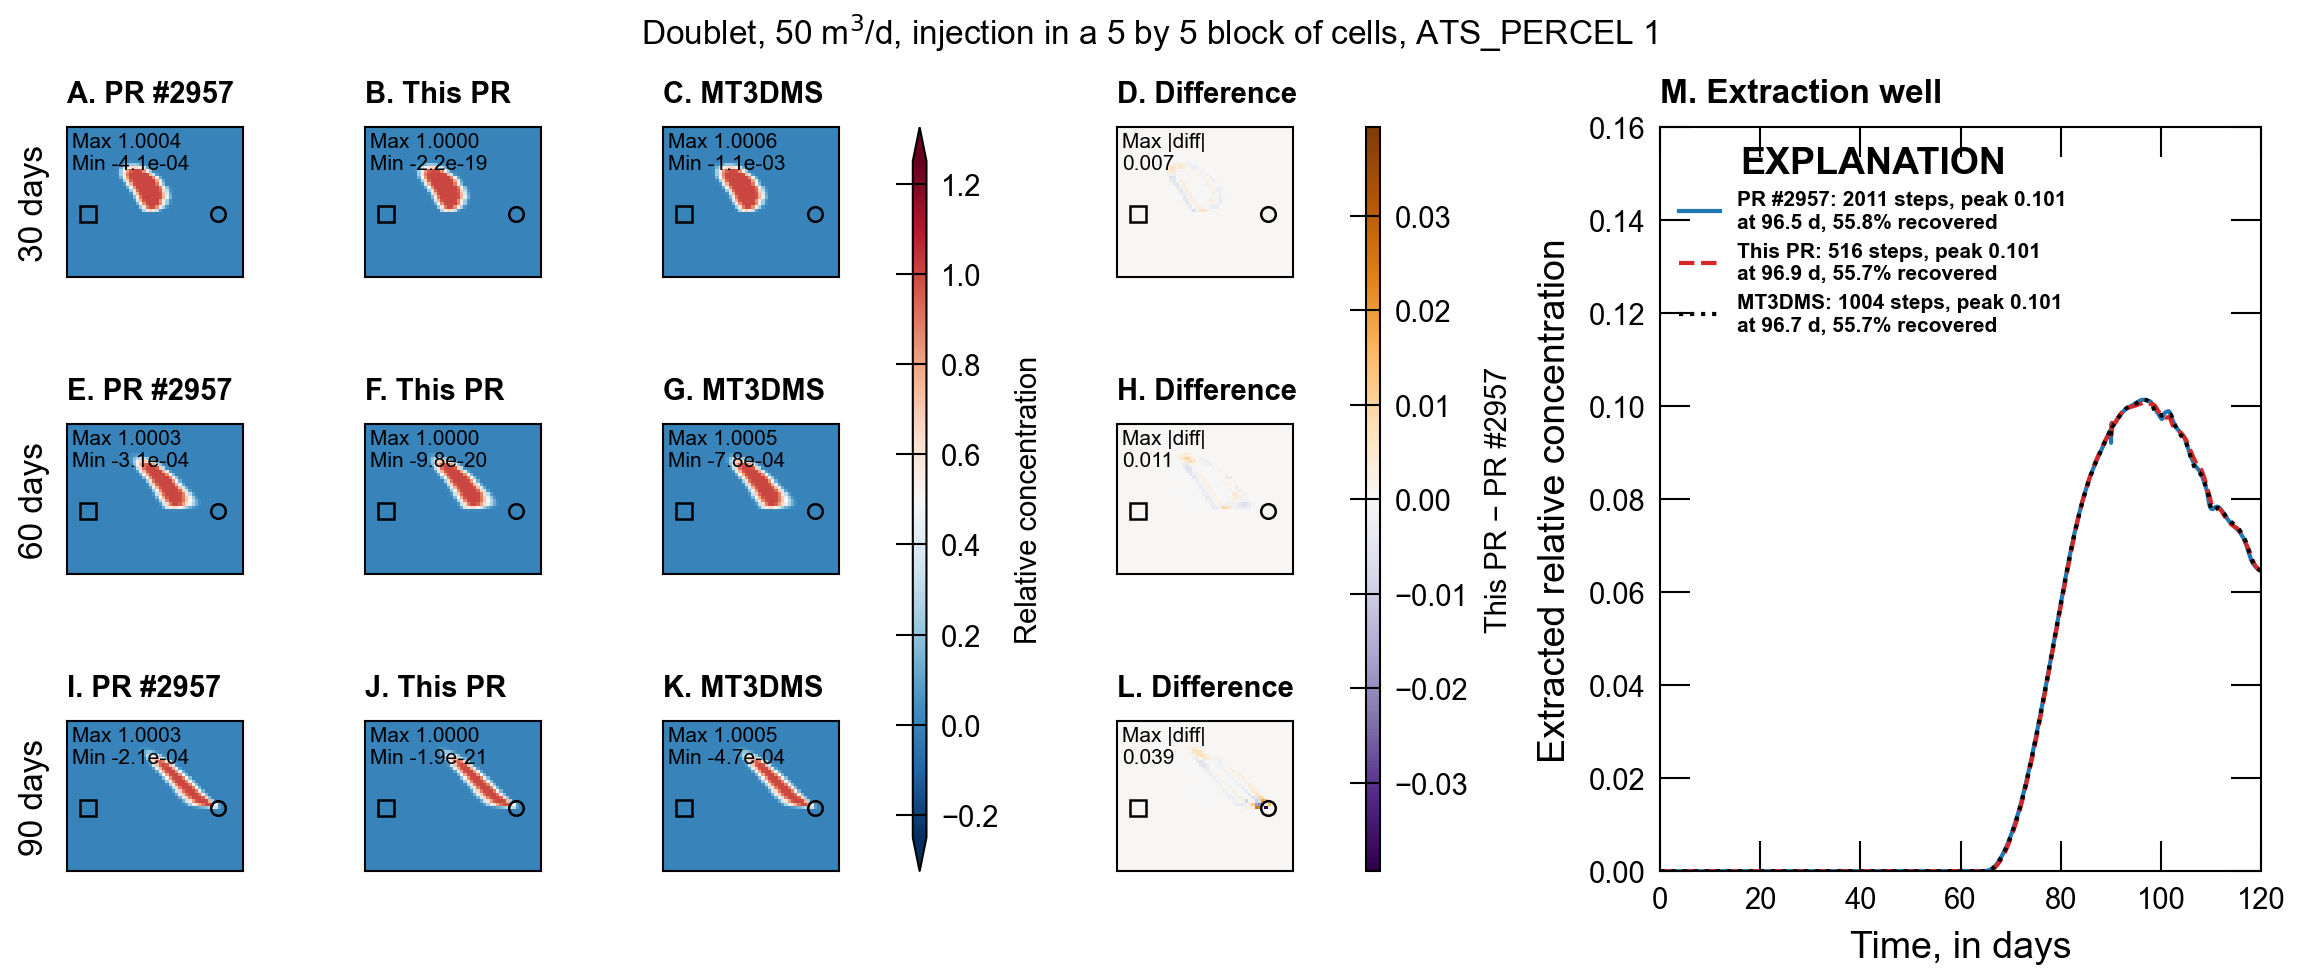 Doublet, 50 m³/d, injection in a 5 by 5 block of cells, ATS_PERCEL 1
A. PR #2957
B. This PR
C. MT3DMS
D. Difference
M. Extraction well
30 days
Max 1.0004
Min -4.1e-04
Max 1.0000
Min -2.2e-19
Max 1.0006
Min -1.1e-03
Max |diff|
0.007
E. PR #2957
F. This PR
G. MT3DMS
H. Difference
60 days
Max 1.0003
Min -3.1e-04
Max 1.0000
Min -9.8e-20
Max 1.0005
Min -7.8e-04
Max |diff|
0.011
I. PR #2957
J. This PR
K. MT3DMS
L. Difference
90 days
Max 1.0003
Min -2.1e-04
Max 1.0000
Min -1.9e-21
Max 1.0005
Min -4.7e-04
Max |diff|
0.039
1.2
1.0
0.8
0.6
0.4
0.2
0.0
−0.2
Relative concentration
0.03
0.02
0.01
0.00
−0.01
−0.02
−0.03
This PR − PR #2957
Extracted relative concentration
0.16
0.14
0.12
0.10
0.08
0.06
0.04
0.02
0.00
EXPLANATION
PR #2957: 2011 steps, peak 0.101
at 96.5 d, 55.8% recovered
This PR: 516 steps, peak 0.101
at 96.9 d, 55.7% recovered
MT3DMS: 1004 steps, peak 0.101
at 96.7 d, 55.7% recovered
0
20
40
60
80
100
120
Time, in days